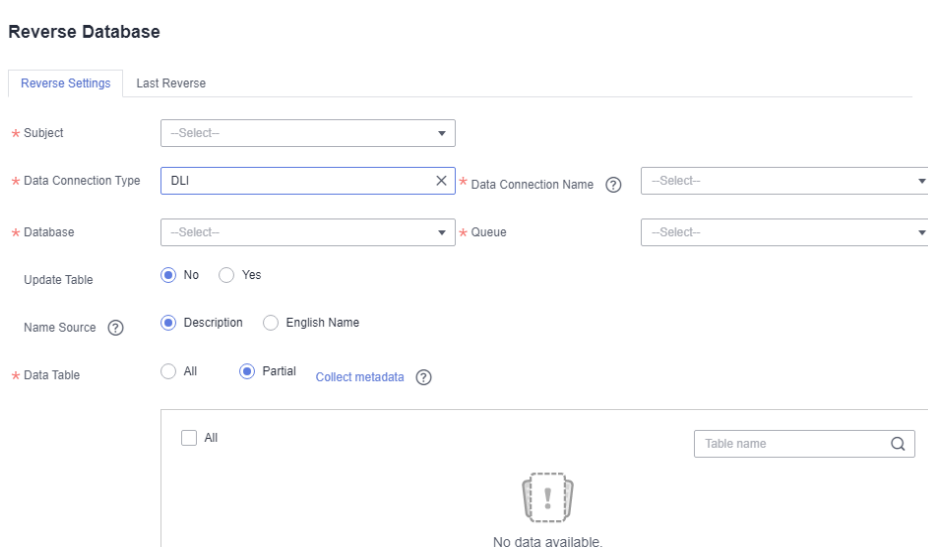 Reverse Database
Reverse Settings Last Reverse
* Subject --Select--
* Data Connection Type DLI * Data Connection Name ? --Select--
* Database --Select-- * Queue --Select--
Update Table No Yes
Name Source ? Description English Name
* Data Table All Partial Collect metadata ?
All Table name
No data available.